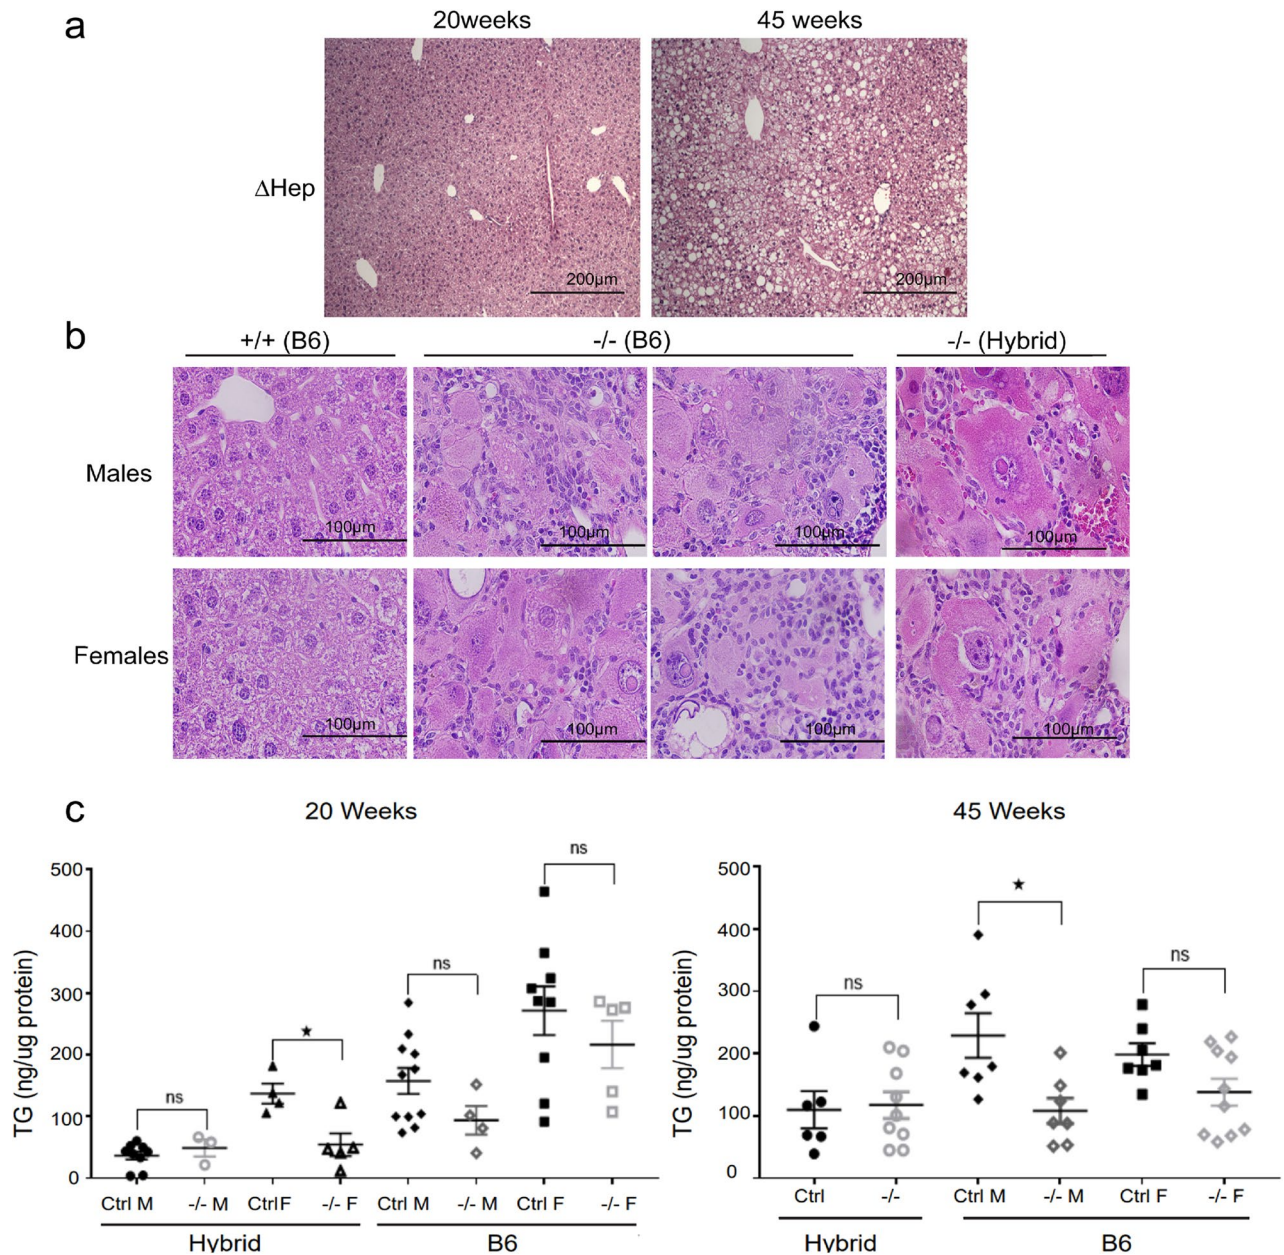 a
20weeks 45 weeks
ΔHep
200µm 200µm
b
+/+ (B6) -/- (B6) -/- (Hybrid)
Males
100µm 100µm 100µm 100µm
Females
100µm 100µm 100µm 100µm
c
20 Weeks
TG (ng/ug protein)
500
400
300
200
100
0
ns ★ ns ns
Ctrl M -/- M CtrlF -/- F Ctrl M -/- M Ctrl F -/- F
Hybrid B6
45 Weeks
TG (ng/ug protein)
500
400
300
200
100
0
ns ★ ns
Ctrl -/- Ctrl M -/- M Ctrl F -/- F
Hybrid B6